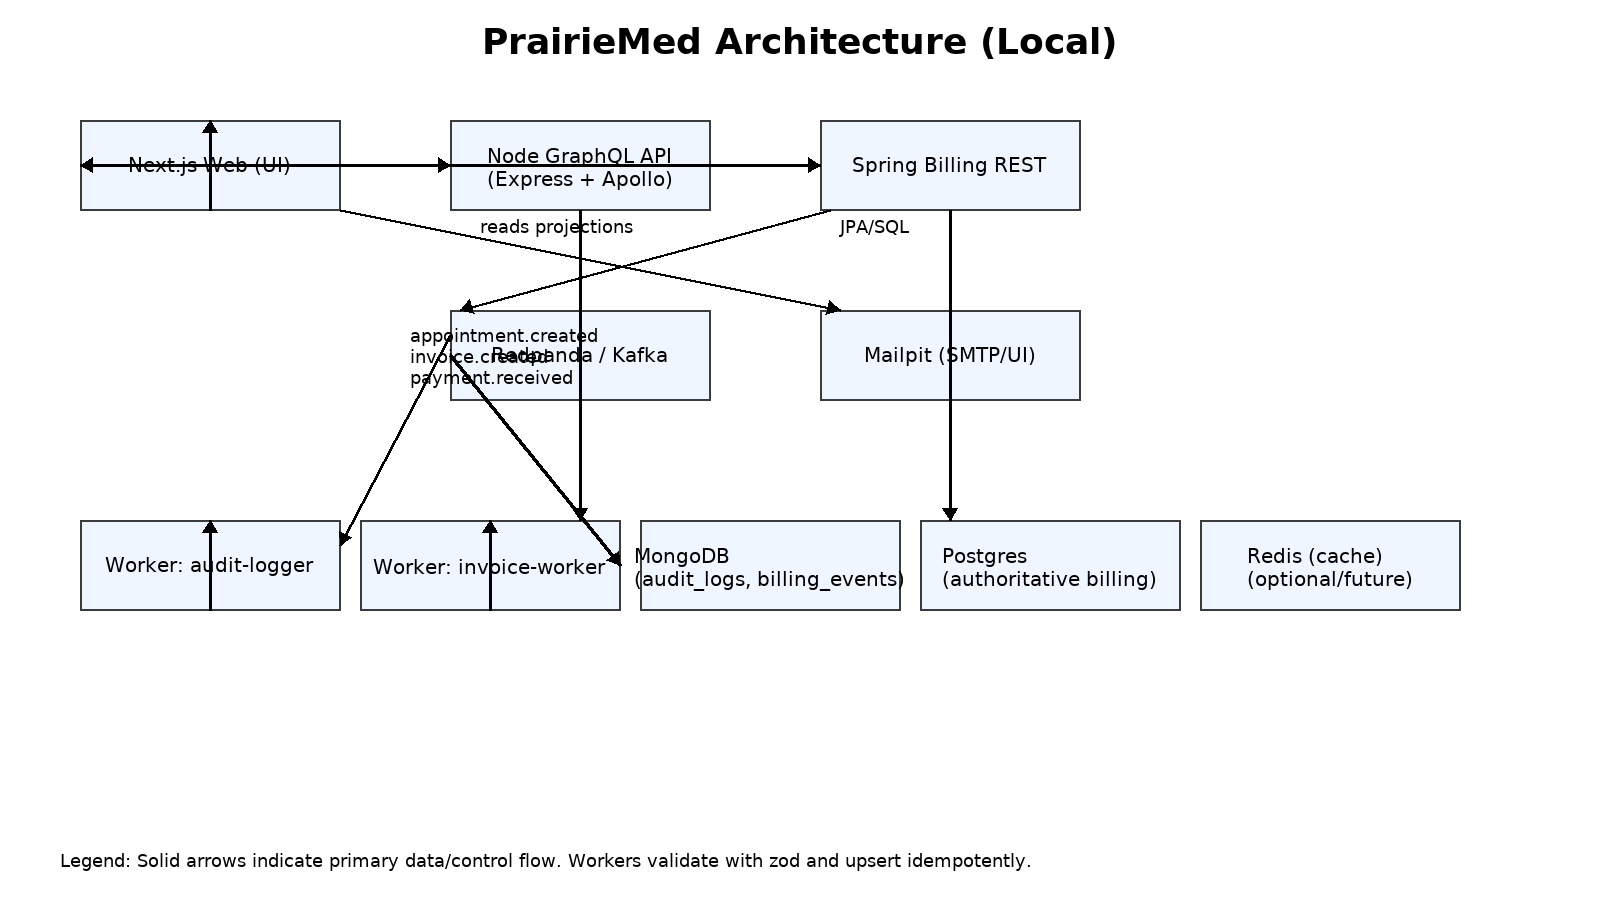 PrairieMed Architecture (Local)
Next.js Web (UI)
Node GraphQL API
(Express + Apollo)
Spring Billing REST
reads projections
JPA/SQL
appointment.created
invoice.created
payment.received
Redpanda / Kafka
Mailpit (SMTP/UI)
Worker: audit-logger
Worker: invoice-worker
MongoDB
(audit_logs, billing_events)
Postgres
(authoritative billing)
Redis (cache)
(optional/future)
Legend: Solid arrows indicate primary data/control flow. Workers validate with zod and upsert idempotently.